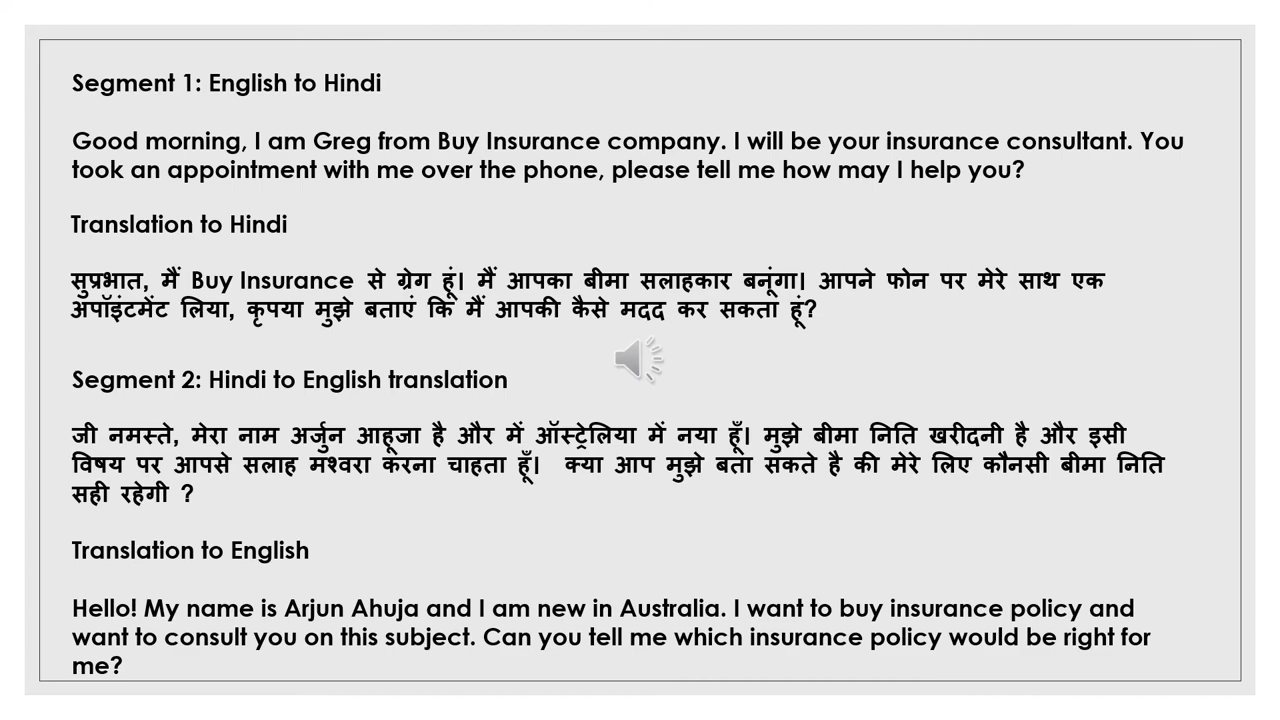 Segment 1: English to Hindi
Good morning, I am Greg from Buy Insurance company. I will be your insurance consultant. You
took an appointment with me over the phone, please tell me how may I help you?
Translation to Hindi
सुप्रभात, मैं Buy Insurance से ग्रेग हूं। मैं आपका बीमा सलाहकार बनूंगा। आपने फोन पर मेरे साथ एक
अपॉइंटमेंट लिया, कृपया मुझे बताएं कि मैं आपकी कैसे मदद कर सकता हूं?
Segment 2: Hindi to English translation
जी नमस्ते, मेरा नाम अर्जुन आहूजा है और में ऑस्ट्रेलिया में नया हूँ। मुझे बीमा निति खरीदनी है और इसी
विषय पर आपसे सलाह मश्वरा करना चाहता हूँ। क्या आप मुझे बता सकते है की मेरे लिए कौनसी बीमा निति
सही रहेगी ?
Translation to English
Hello! My name is Arjun Ahuja and I am new in Australia. I want to buy insurance policy and
want to consult you on this subject. Can you tell me which insurance policy would be right for
me?